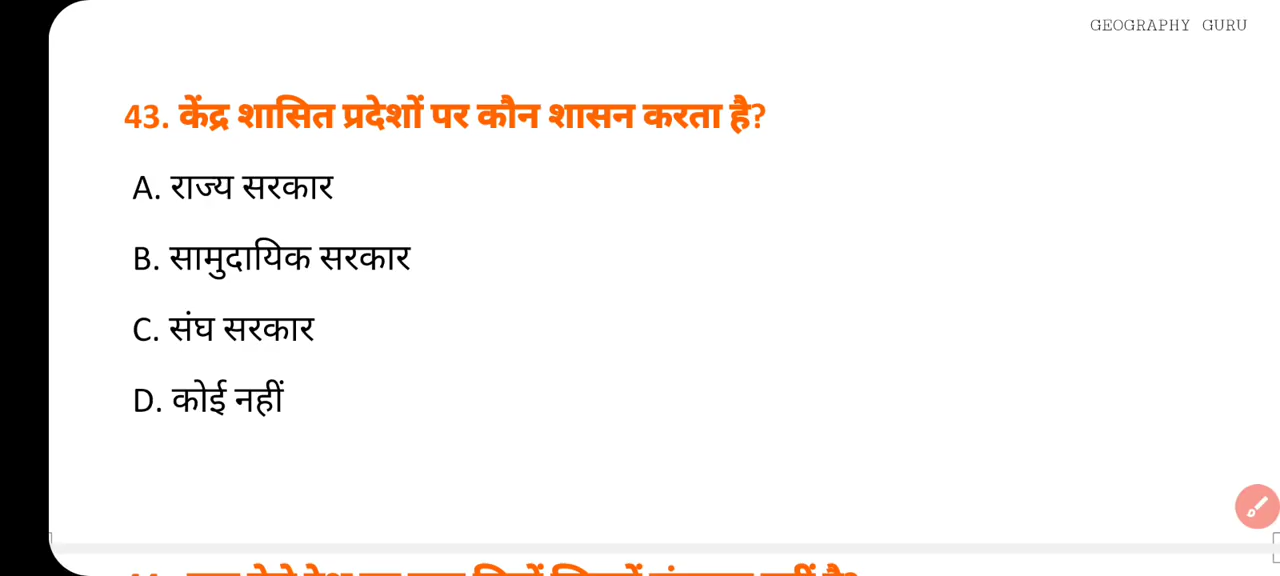 GEOGRAPHY GURU
43. केंद्र शासित प्रदेशों पर कौन शासन करता है?
A. राज्य सरकार
B. सामुदायिक सरकार
C. संघ सरकार
D. कोई नहीं